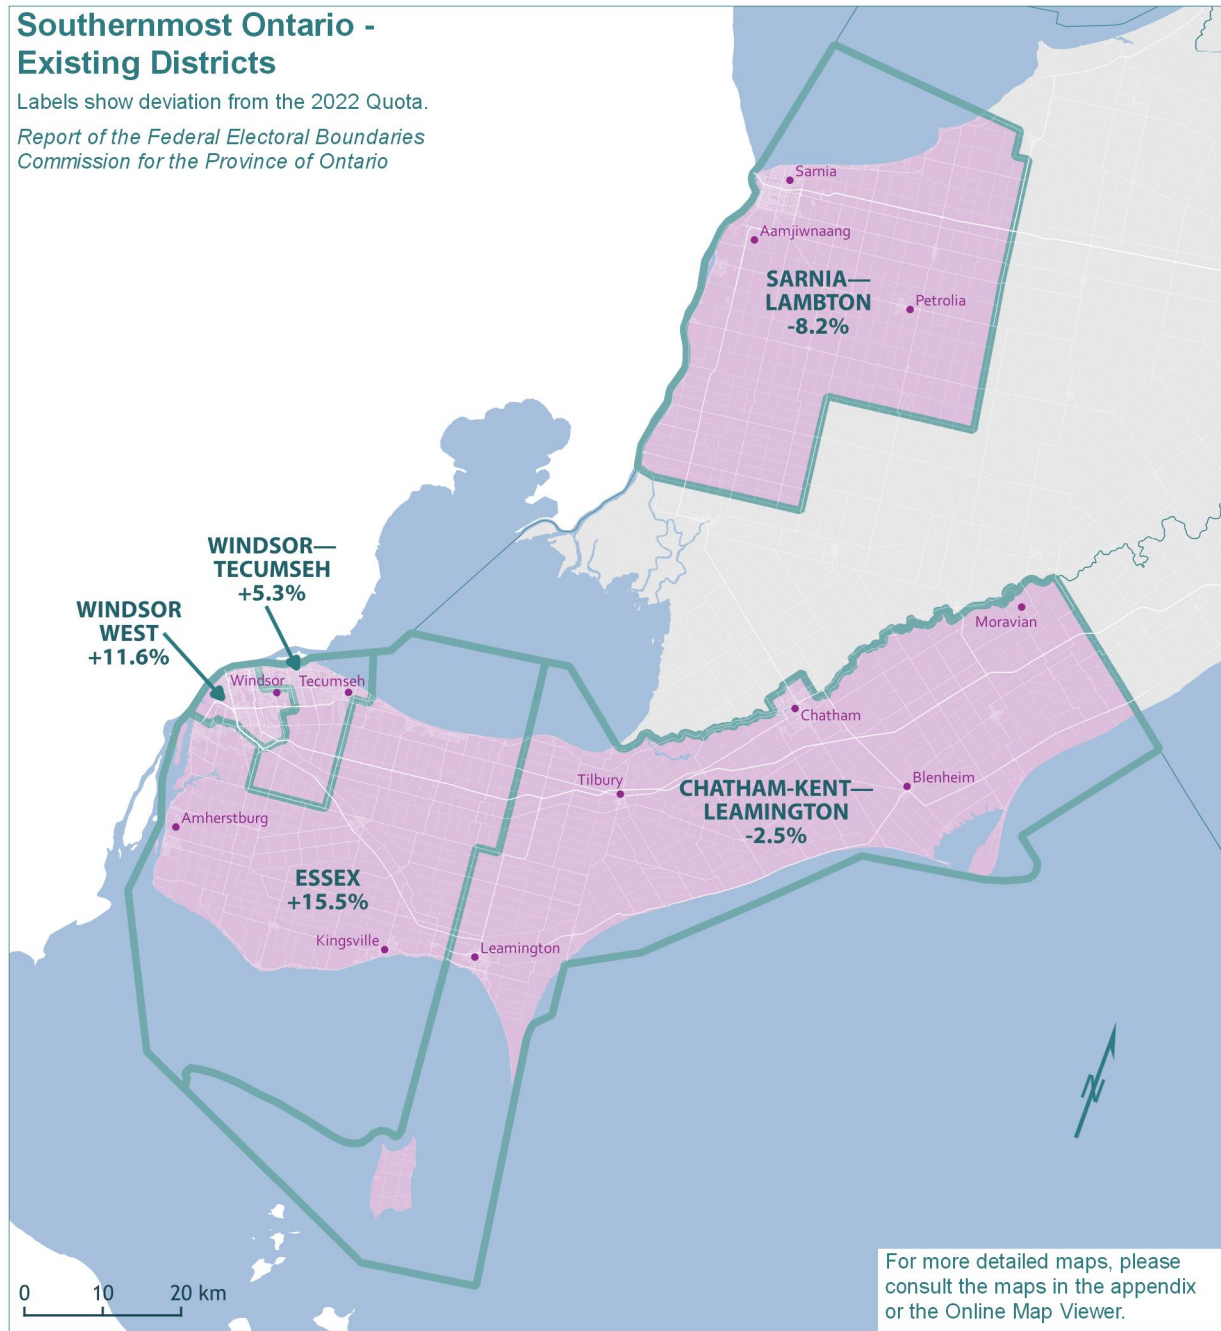 Southernmost Ontario -
Existing Districts
Labels show deviation from the 2022 Quota.
Report of the Federal Electoral Boundaries
Commission for the Province of Ontario
Sarnia
Aamjiwnaang
SARNIA—
LAMBTON
-8.2%
Petrolia
WINDSOR—
TECUMSEH
+5.3%
WINDSOR
WEST
+11.6%
Moravian
Windsor
Tecumseh
Chatham
Tilbury
CHATHAM-KENT—
LEAMINGTON
-2.5%
Blenheim
Amherstburg
ESSEX
+15.5%
Kingsville
Leamington
N
0 10 20 km
For more detailed maps, please
consult the maps in the appendix
or the Online Map Viewer.